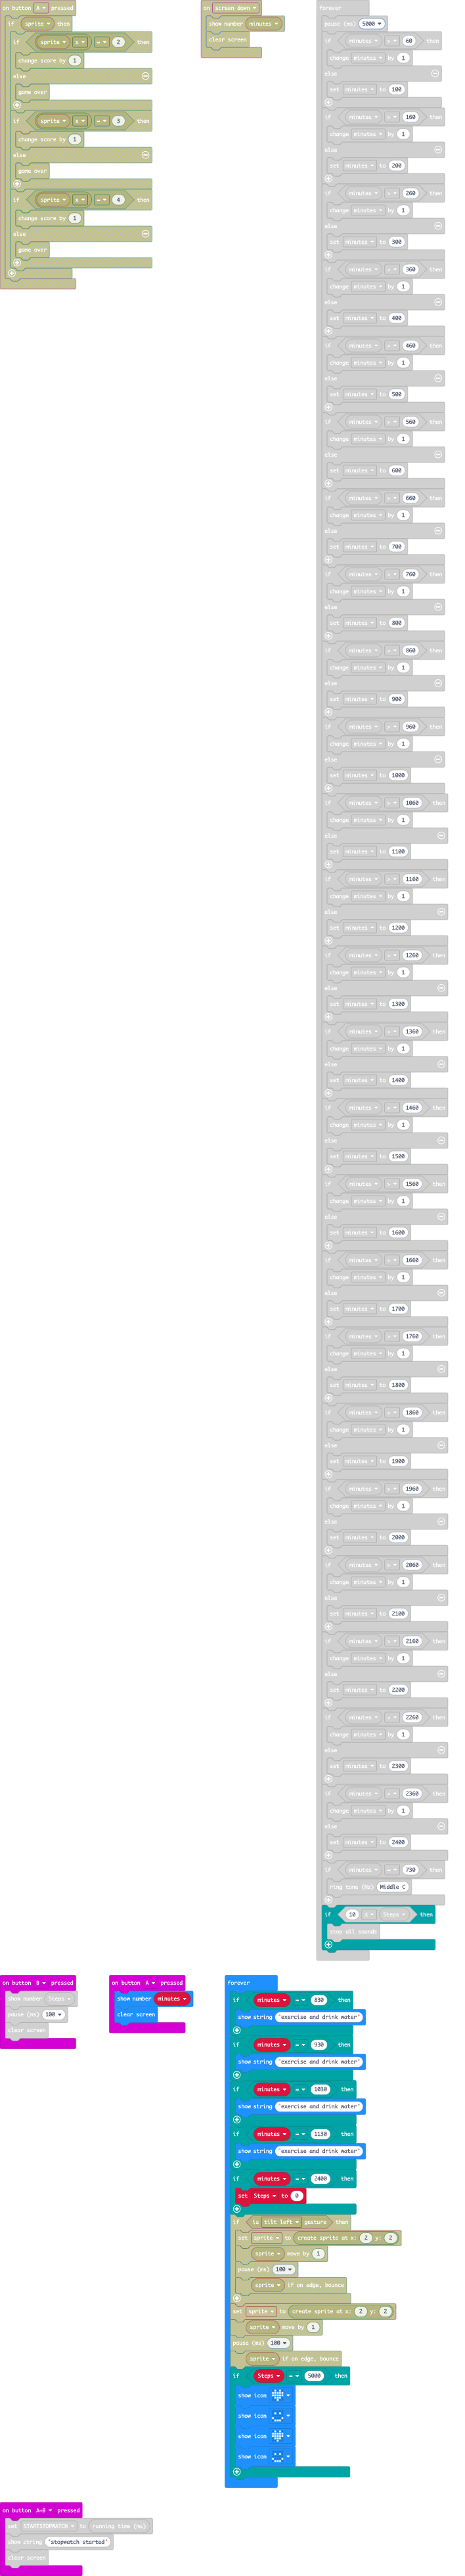 on button A pressed
if sprite then
if sprite x = 2 then
change score by 1
else
game over
if sprite x = 3 then
change score by 1
else
game over
if sprite x = 4 then
change score by 1
else
game over
on screen down
show number minutes
clear screen
forever
pause (ms) 5000
if minutes > 60 then
change minutes by 1
else
set minutes to 100
if minutes > 160 then
change minutes by 1
else
set minutes to 200
if minutes > 260 then
change minutes by 1
else
set minutes to 300
if minutes > 360 then
change minutes by 1
else
set minutes to 400
if minutes > 460 then
change minutes by 1
else
set minutes to 500
if minutes > 560 then
change minutes by 1
else
set minutes to 600
if minutes > 660 then
change minutes by 1
else
set minutes to 700
if minutes > 760 then
change minutes by 1
else
set minutes to 800
if minutes > 860 then
change minutes by 1
else
set minutes to 900
if minutes > 960 then
change minutes by 1
else
set minutes to 1000
if minutes > 1060 then
change minutes by 1
else
set minutes to 1100
if minutes > 1160 then
change minutes by 1
else
set minutes to 1200
if minutes > 1260 then
change minutes by 1
else
set minutes to 1300
if minutes > 1360 then
change minutes by 1
else
set minutes to 1400
if minutes > 1460 then
change minutes by 1
else
set minutes to 1500
if minutes > 1560 then
change minutes by 1
else
set minutes to 1600
if minutes > 1660 then
change minutes by 1
else
set minutes to 1700
if minutes > 1760 then
change minutes by 1
else
set minutes to 1800
if minutes > 1860 then
change minutes by 1
else
set minutes to 1900
if minutes > 1960 then
change minutes by 1
else
set minutes to 2000
if minutes > 2060 then
change minutes by 1
else
set minutes to 2100
if minutes > 2160 then
change minutes by 1
else
set minutes to 2200
if minutes > 2260 then
change minutes by 1
else
set minutes to 2300
if minutes > 2360 then
change minutes by 1
else
set minutes to 2400
if minutes = 730 then
ring tone (Hz) Middle C
if 10 Steps then
stop all sounds
on button B pressed
show number Steps
pause (ms) 100
clear screen
on button A pressed
show number minutes
clear screen
forever
if minutes = 830 then
show string "exercise and drink water"
if minutes = 930 then
show string "exercise and drink water"
if minutes = 1030 then
show string "exercise and drink water"
if minutes = 1130 then
show string "exercise and drink water"
if minutes = 2400 then
set Steps to 0
if is tilt left gesture then
set sprite to create sprite at x: 2 y: 2
sprite move by 1
pause (ms) 100
sprite if on edge, bounce
set sprite to create sprite at x: 2 y: 2
sprite move by 1
pause (ms) 100
sprite if on edge, bounce
if Steps = 5000 then
show icon
show icon
show icon
show icon
on button A+B pressed
set STARTSTOPWATCH to running time (ms)
show string "stopwatch started"
clear screen